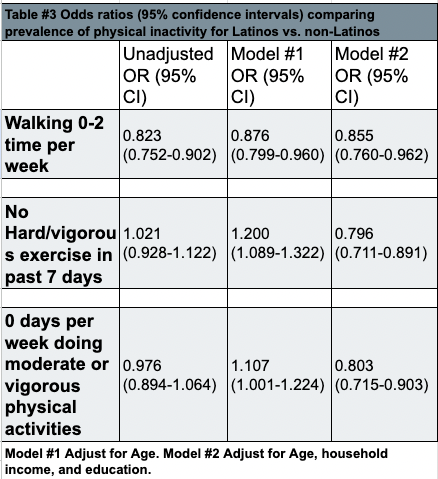 Table #3 Odds ratios (95% confidence intervals) comparing
prevalence of physical inactivity for Latinos vs. non-Latinos
Unadjusted
OR (95%
CI)
Model #1
OR (95%
CI)
Model #2
OR (95%
CI)
Walking 0-2
time per
week
0.823
(0.752-0.902)
0.876
(0.799-0.960)
0.855
(0.760-0.962)
No
Hard/vigorou
s exercise in
past 7 days
1.021
(0.928-1.122)
1.200
(1.089-1.322)
0.796
(0.711-0.891)
0 days per
week doing
moderate or
vigorous
physical
activities
0.976
(0.894-1.064)
1.107
(1.001-1.224)
0.803
(0.715-0.903)
Model #1 Adjust for Age. Model #2 Adjust for Age, household
income, and education.